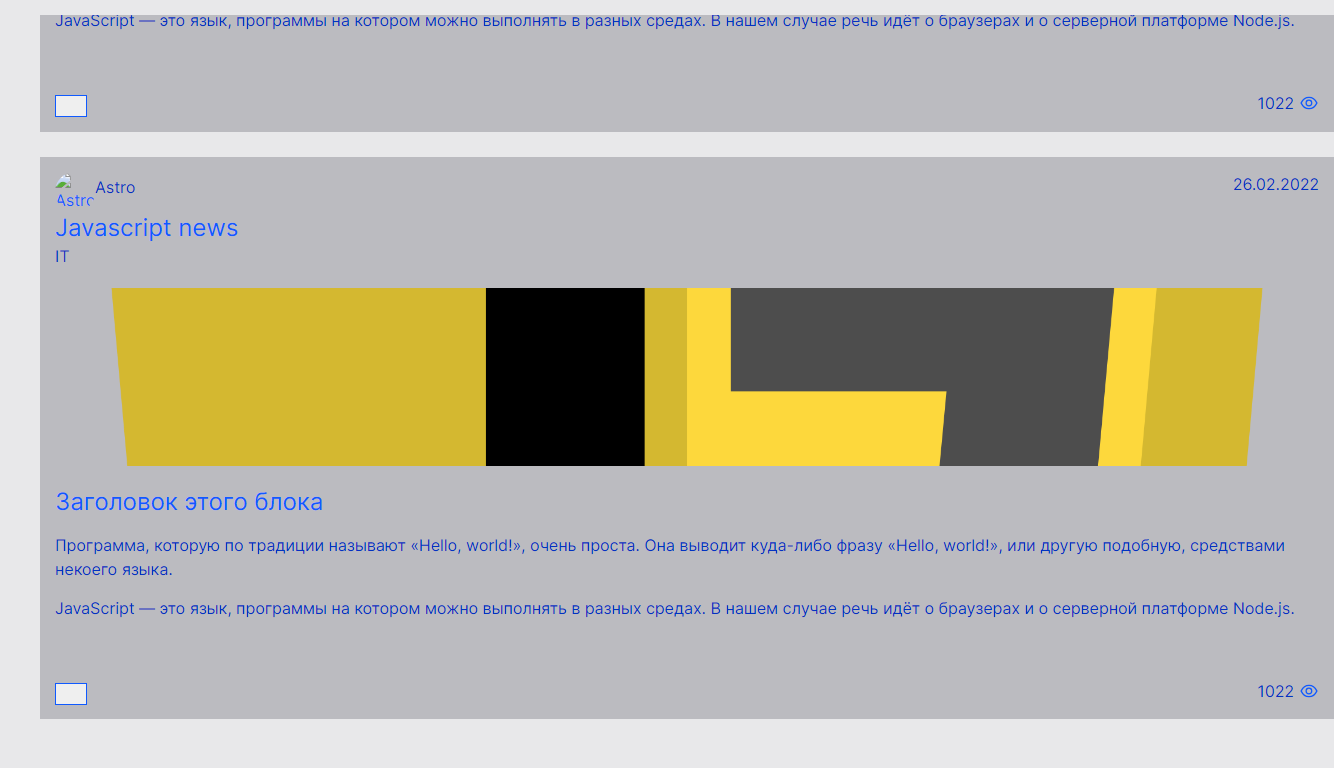 JavaScript — это язык, программы на котором можно выполнять в разных средах. В нашем случае речь идёт о браузерах и о серверной платформе Node.js.
1022
Astro
Astro
26.02.2022
Javascript news
IT
Заголовок этого блока
Программа, которую по традиции называют «Hello, world!», очень проста. Она выводит куда-либо фразу «Hello, world!», или другую подобную, средствами
некоего языка.
JavaScript — это язык, программы на котором можно выполнять в разных средах. В нашем случае речь идёт о браузерах и о серверной платформе Node.js.
1022